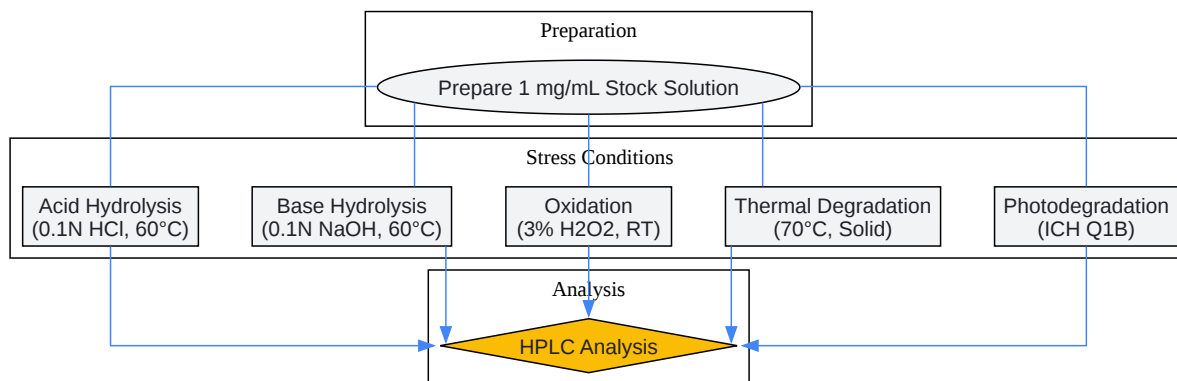 Preparation
Prepare 1 mg/mL Stock Solution
Stress Conditions
Acid Hydrolysis
(0.1N HCl, 60°C)
Base Hydrolysis
(0.1N NaOH, 60°C)
Oxidation
(3% H2O2, RT)
Thermal Degradation
(70°C, Solid)
Photodegradation
(ICH Q1B)
Analysis
HPLC Analysis